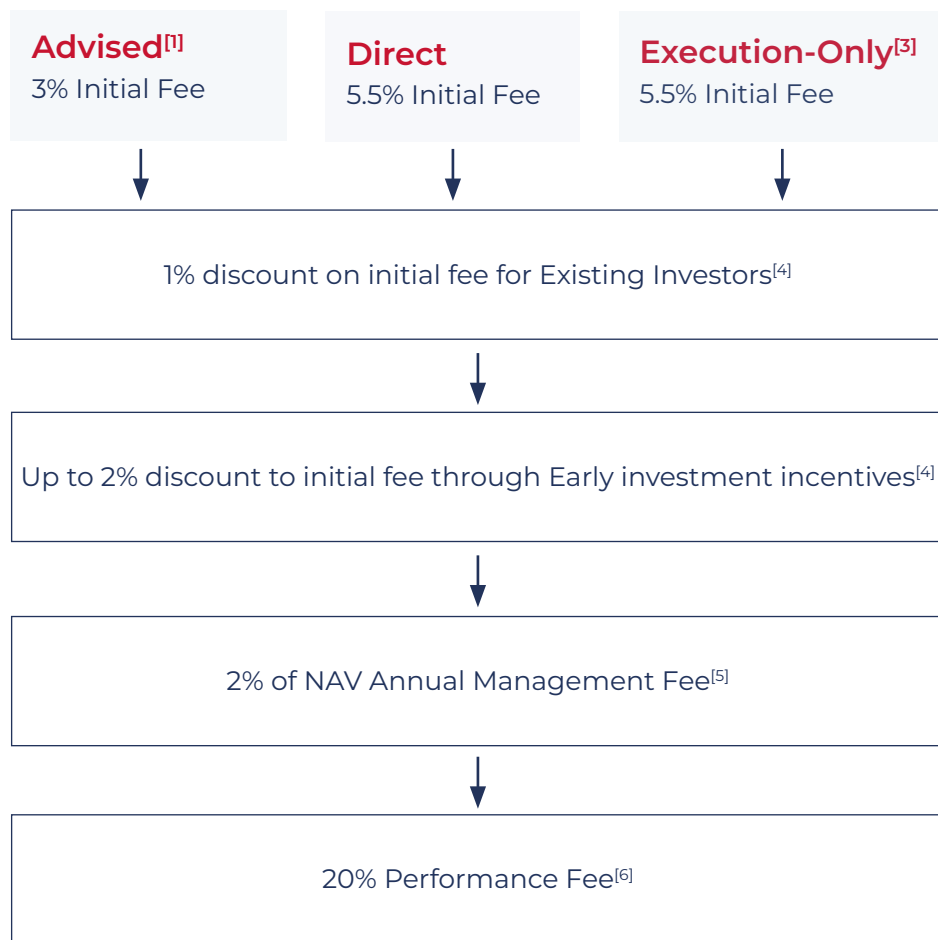 Advised[1]
3% Initial Fee
Direct
5.5% Initial Fee
Execution-Only[3]
5.5% Initial Fee
1% discount on initial fee for Existing Investors[4]
Up to 2% discount to initial fee through Early investment incentives[4]
2% of NAV Annual Management Fee[5]
20% Performance Fee[6]